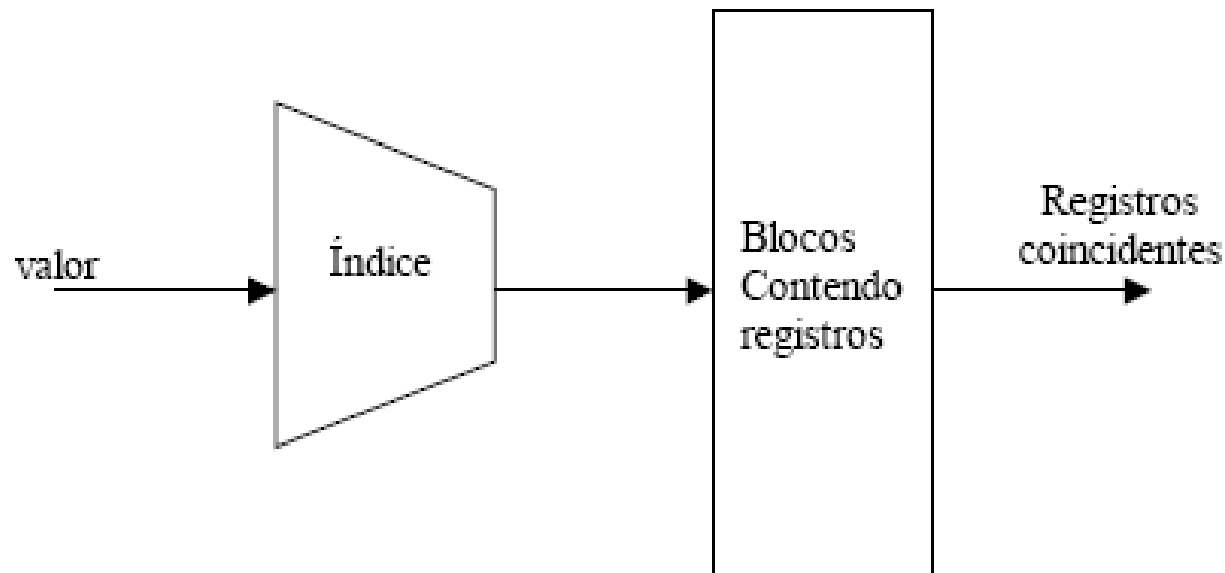 valor
Índice
Blocos
Contendo
registros
Registros
coincidentes